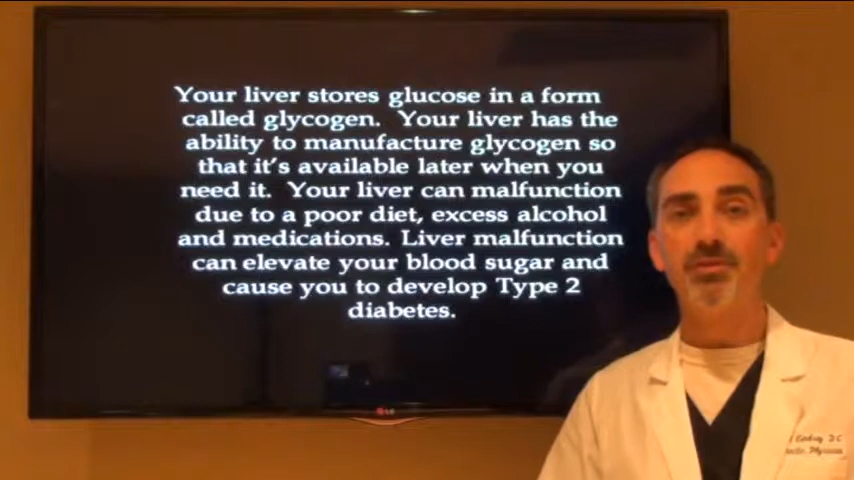 Your liver stores glucose in a form
called glycogen. Your liver has the
ability to manufacture glycogen so
that it's available later when you
need it. Your liver can malfunction
due to a poor diet, excess alcohol
and medications. Liver malfunction
can elevate your blood sugar and
cause you to develop Type 2
diabetes.
LG
D.C